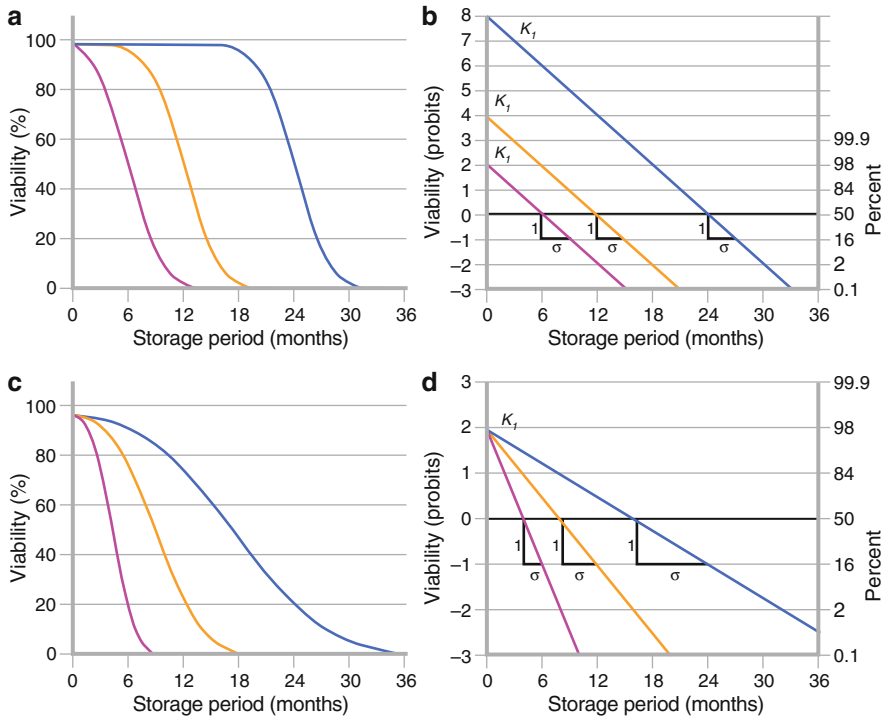 a
100
80
60
40
20
0
Viability (%)
0 6 12 18 24 30 36
Storage period (months)
b
8
7
6
5
4
3
2
1
0
–1
–2
–3
Viability (probits)
K1
K1
K1
1 σ 1 σ 1 σ
99.9
98
84
50
16
2
0.1
Percent
0 6 12 18 24 30 36
Storage period (months)
c
100
80
60
40
20
0
Viability (%)
0 6 12 18 24 30 36
Storage period (months)
d
3
2
1
0
–1
–2
–3
Viability (probits)
K1
1 σ 1 σ 1 σ
99.9
98
84
50
16
2
0.1
Percent
0 6 12 18 24 30 36
Storage period (months)